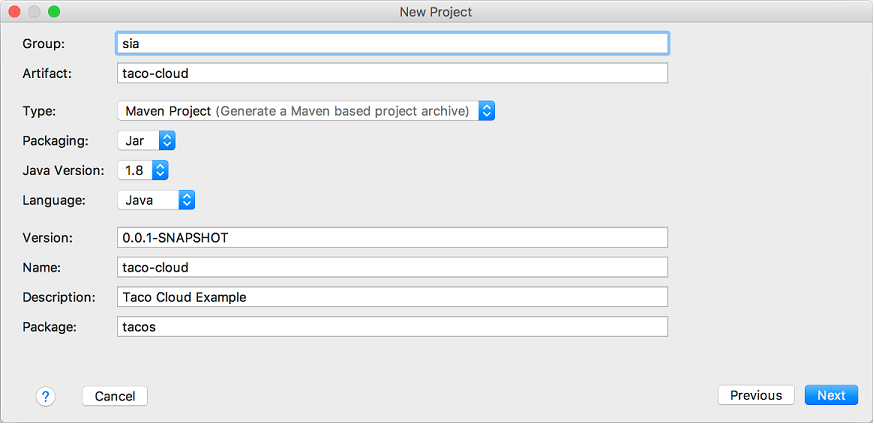 New Project
Group: sia
Artifact: taco-cloud
Type: Maven Project (Generate a Maven based project archive)
Packaging: Jar
Java Version: 1.8
Language: Java
Version: 0.0.1-SNAPSHOT
Name: taco-cloud
Description: Taco Cloud Example
Package: tacos
? Cancel Previous Next